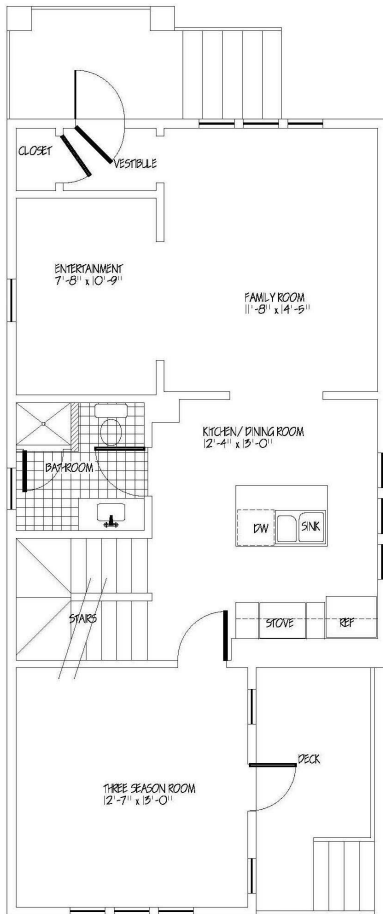 CLOSET
VESTIBULE
ENTERTAINMENT
7'-8" x 10'-9"
FAMILY ROOM
11'-8" x 14'-5"
KITCHEN/ DINING ROOM
12'-4" x 13'-0"
BATHROOM
DW
SINK
STAIRS
STOVE
REF
DECK
THREE SEASON ROOM
12'-7" x 13'-0"